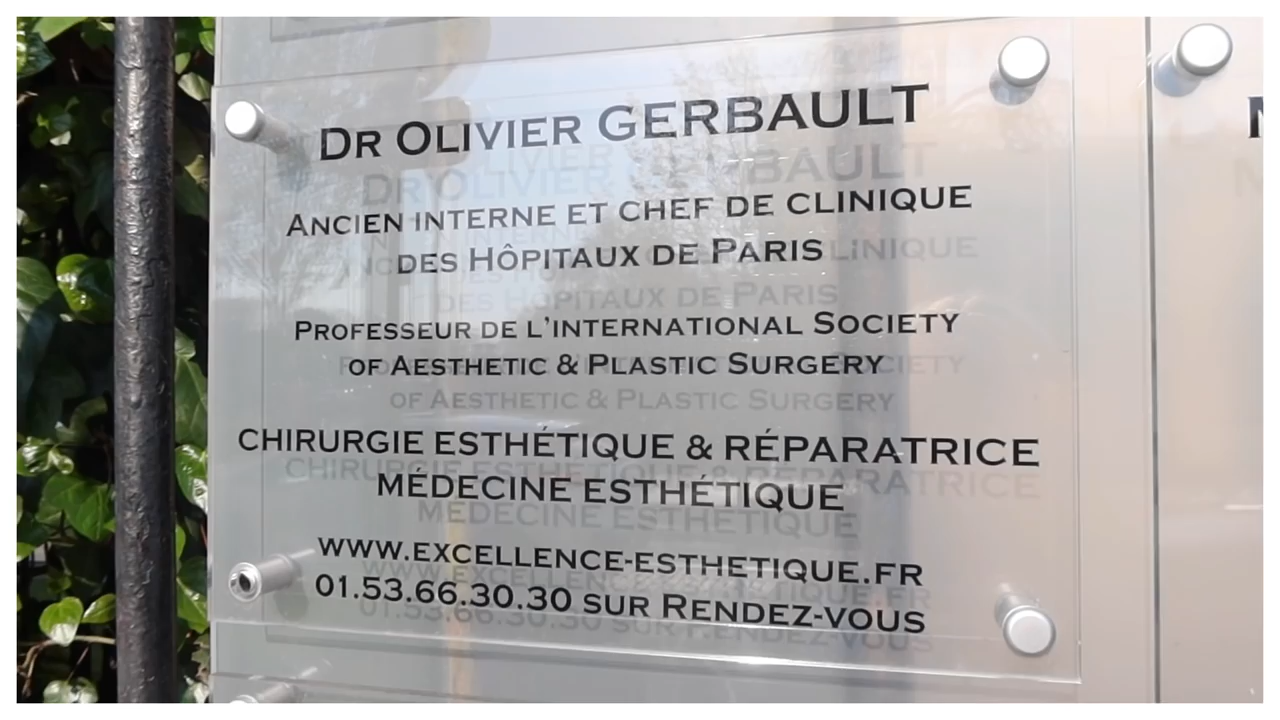 Dr Olivier GERBAULT
Ancien interne et chef de clinique
des Hôpitaux de Paris
Professeur de l'International Society
of Aesthetic & Plastic Surgery
CHIRURGIE ESTHÉTIQUE & RÉPARATRICE
MÉDECINE ESTHÉTIQUE
www.excellence-esthetique.fr
01.53.66.30.30 sur Rendez-vous